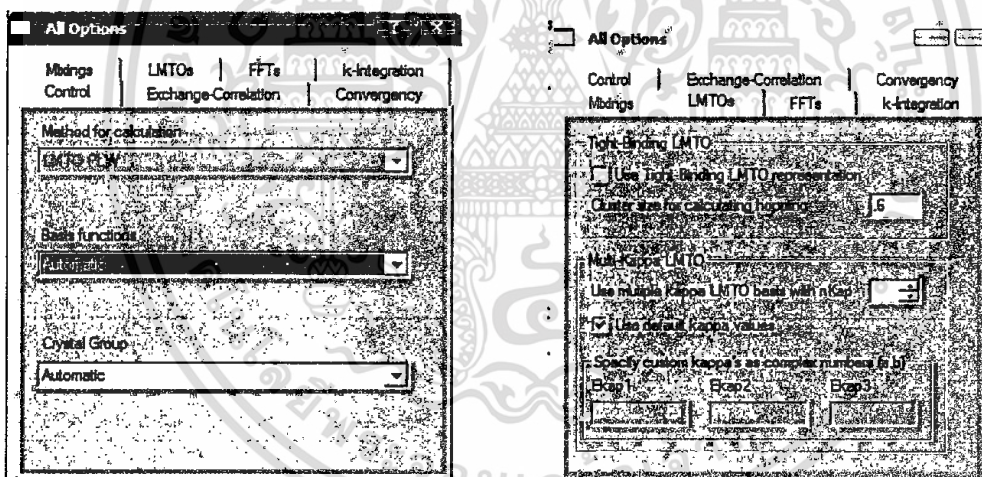 All Options
Mixings LMTOs FFTs k-Integration
Control Exchange-Correlation Convergency
Method for calculation
LMTO PLW
Basis functions
Automatic
Crystal Group
Automatic
All Options
Control Exchange-Correlation Convergency
Mixings LMTOs FFTs k-Integration
Tight-Binding LMTO
Use Tight-Binding LMTO representation
Cluster size for calculating hopping .6
Multi-Kappa LMTO
Use multiple kappa LMTO basis with nKap
Use default kappa values
Specify custom kappa's as complex numbers (a,b)
Ekap1 Ekap2 Ekap3